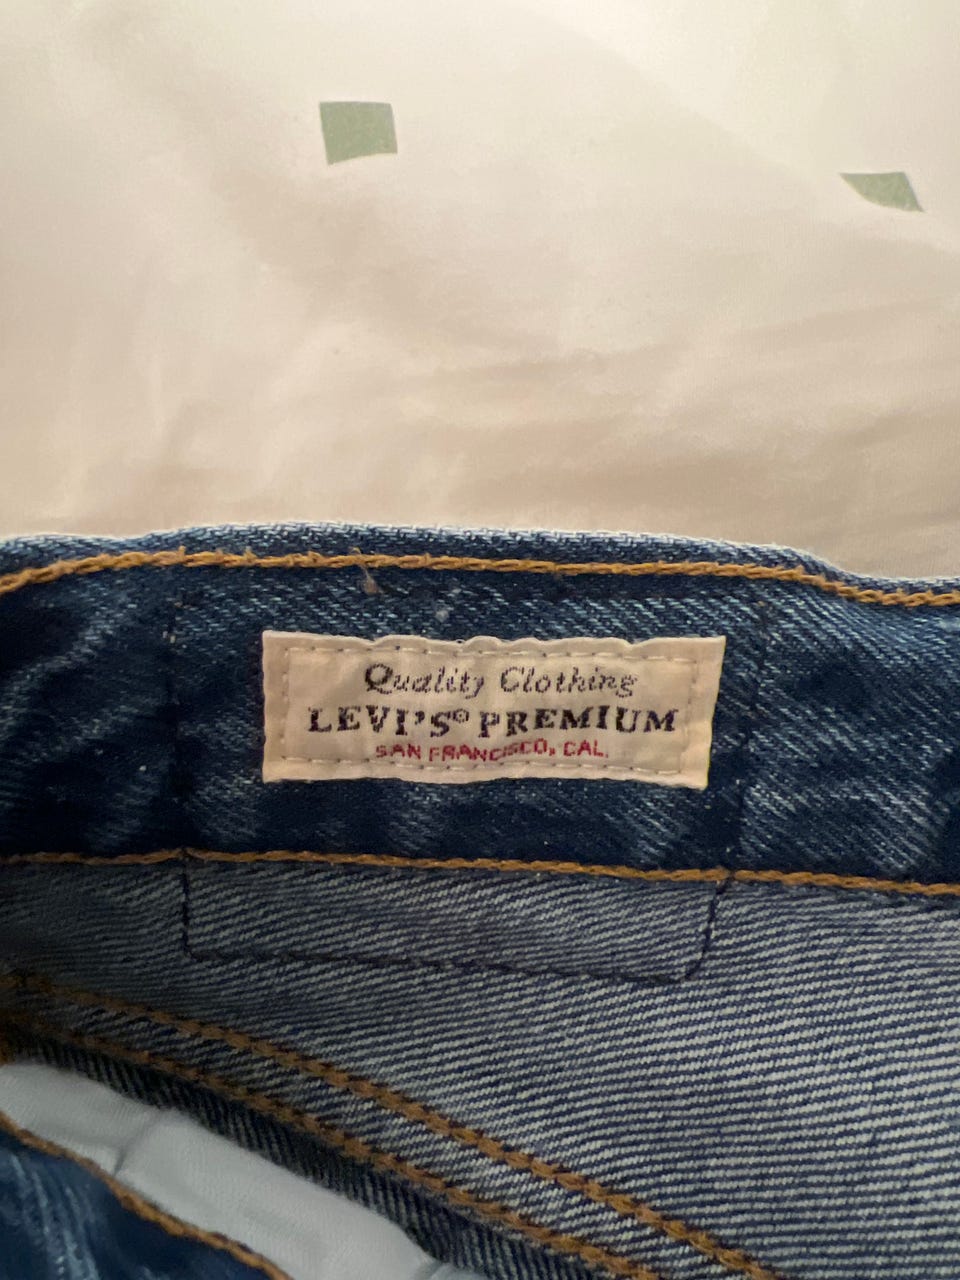 Quality Clothing
LEVI'S® PREMIUM
SAN FRANCISCO, CAL.